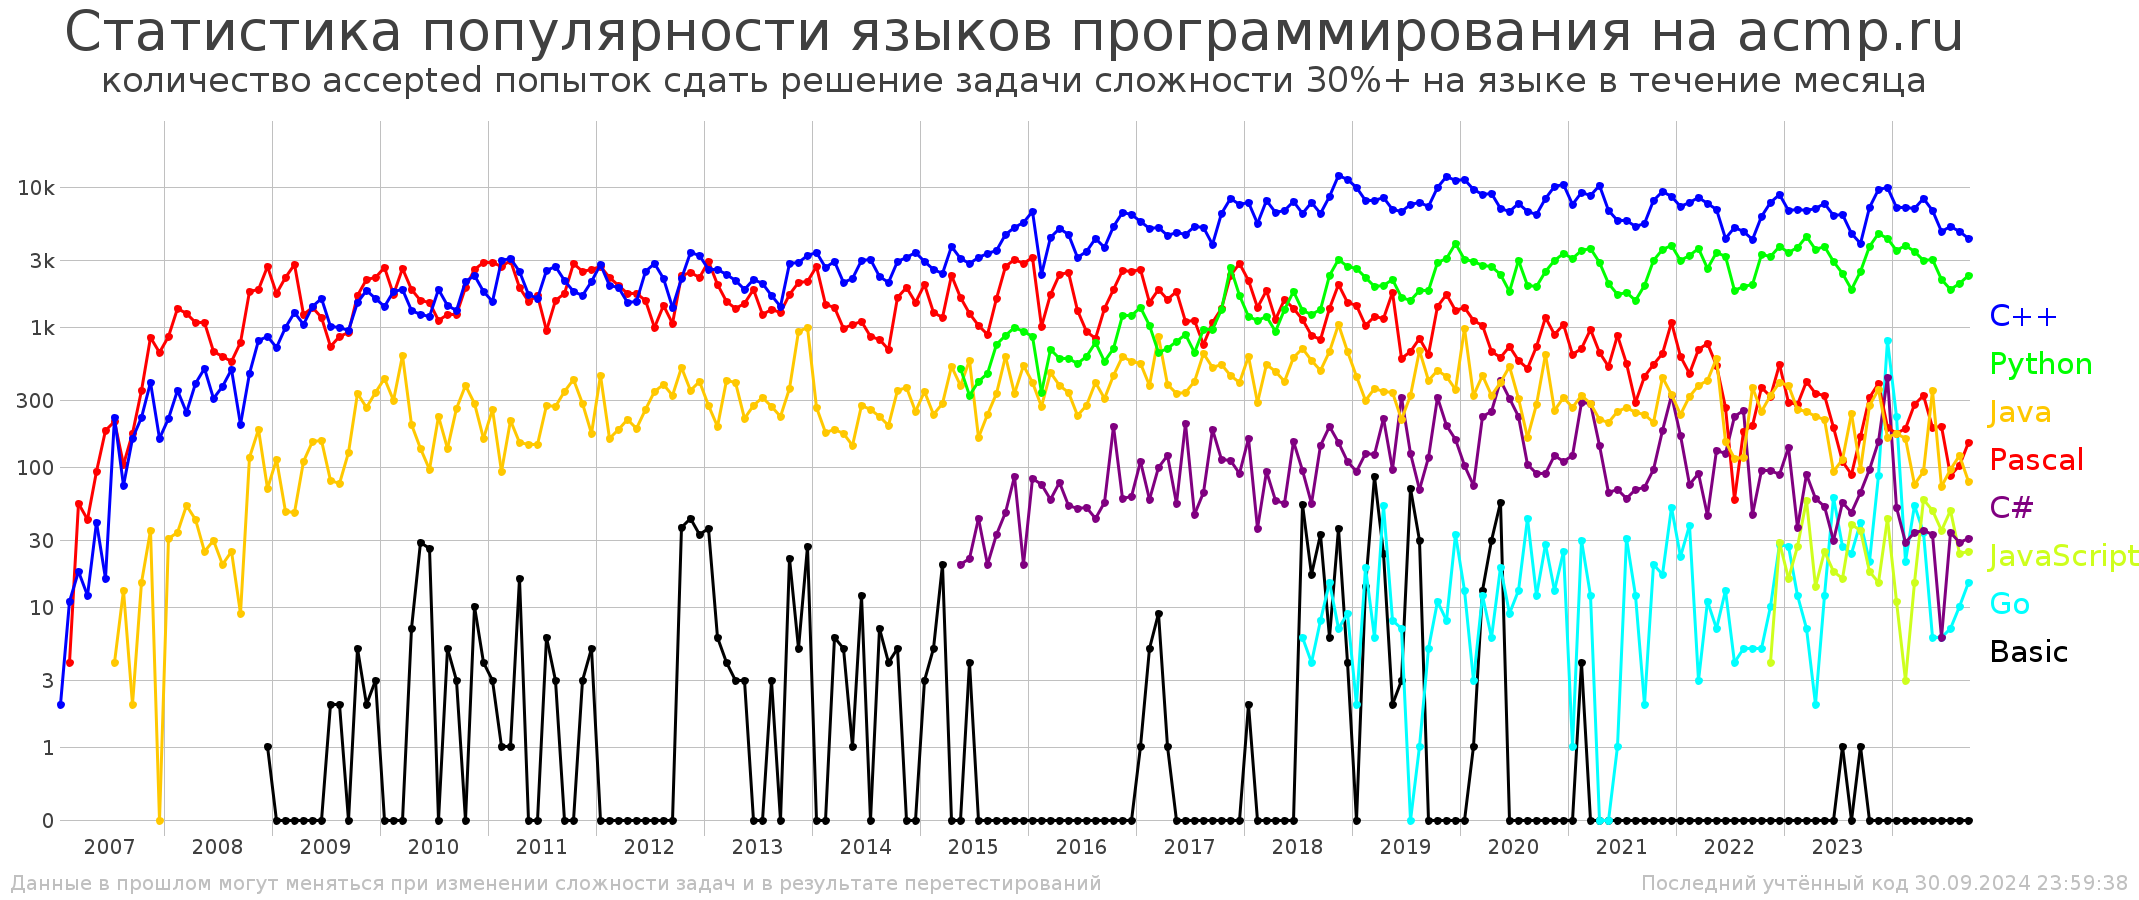 Статистика популярности языков программирования на acmp.ru
количество accepted попыток сдать решение задачи сложности 30%+ на языке в течение месяца
10k
3k
1k
300
100
30
10
3
1
0
C++
Python
Java
Pascal
C#
JavaScript
Go
Basic
2007 2008 2009 2010 2011 2012 2013 2014 2015 2016 2017 2018 2019 2020 2021 2022 2023
Данные в прошлом могут меняться при изменении сложности задач и в результате перетестирований
Последний учтённый код 30.09.2024 23:59:38